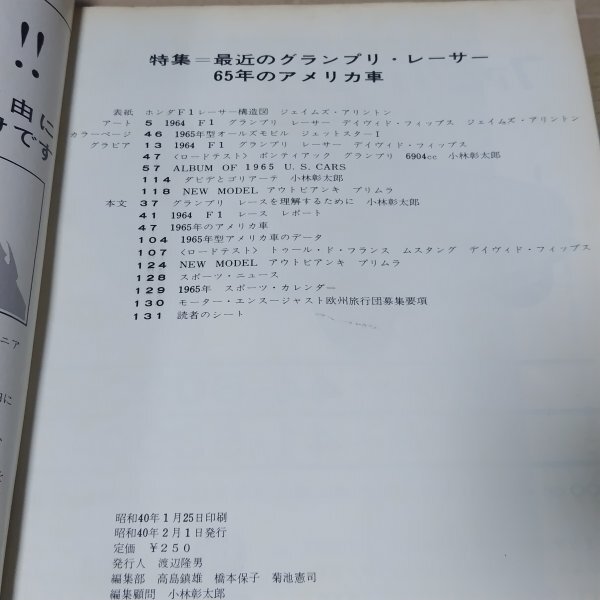 !!
由に
けです
ニア
特集＝最近のグランプリ・レーサー
65年のアメリカ車
表紙 ホンダF1レーサー構造図 ジェイムズ・アリントン
アート 5 1964 F1 グランプリ レーサー デイヴィド・フィップス ジェイムズ・アリントン
カラーページ 46 1965年型オールズモビル ジェットスターI
グラビア 13 1964 F1 グランプリ レーサー デイヴィド・フィップス
47 〈ロードテスト〉 ポンティアック グランプリ 6904cc 小林彰太郎
57 ALBUM OF 1965 U.S. CARS
114 ダビデとゴリアーテ 小林彰太郎
118 NEW MODEL アウトビアンキ プリムラ
本文 37 グランプリ レースを理解するために 小林彰太郎
41 1964 F1 レース レポート
47 1965年のアメリカ車
104 1965年型アメリカ車のデータ
107 〈ロードテスト〉 トゥール・ド・フランス ムスタング デイヴィド・フィップス
124 NEW MODEL アウトビアンキ プリムラ
128 スポーツ・ニュース
129 1965年 スポーツ・カレンダー
130 モーター・エンスージャスト欧州旅行団募集要項
131 読者のシート
昭和40年1月25日印刷
昭和40年2月1日発行
定価 ￥250
発行人 渡辺隆男
編集部 高島鎮雄 橋本保子 菊池憲司
編集顧問 小林彰太郎